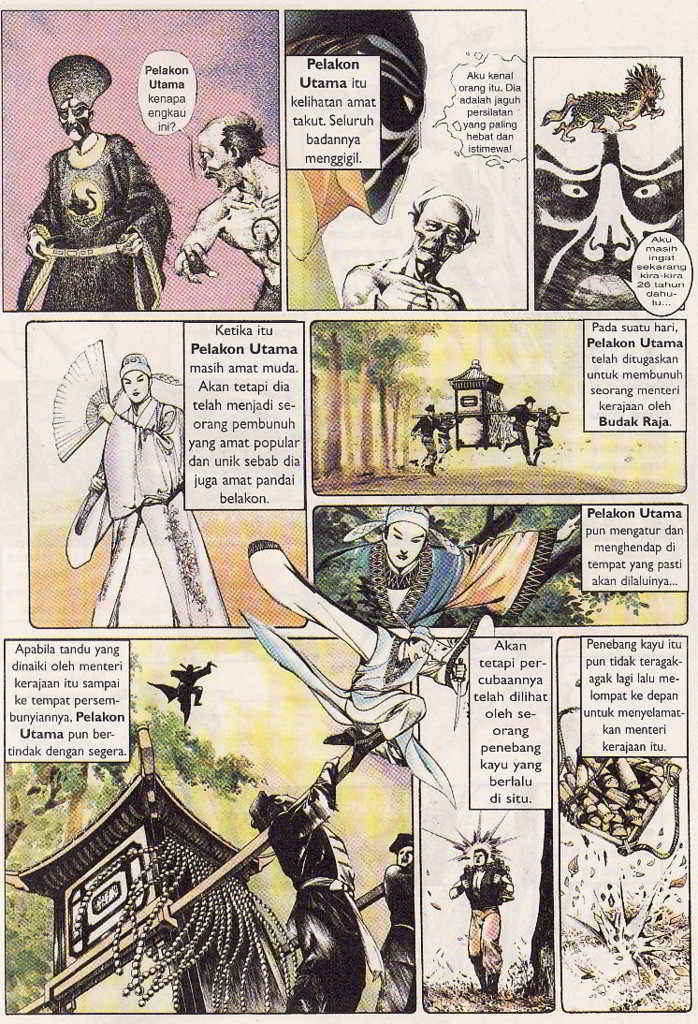 Pelakon
Utama
kenapa
engkau
ini?
Pelakon
Utama itu
kelihatan amat
takut. Seluruh
badannya
menggigil.
Aku kenal
orang itu. Dia
adalah jaguh
persilatan
yang paling
hebat dan
istimewa!
Aku
masih
ingat
sekarang
kira-kira
26 tahun
dahu-
lu...
Ketika itu
Pelakon Utama
masih amat muda.
Akan tetapi dia
telah menjadi se-
orang pembunuh
yang amat popular
dan unik sebab dia
juga amat pandai
belakon.
Pada suatu hari,
Pelakon Utama
telah ditugaskan
untuk membunuh
seorang menteri
kerajaan oleh
Budak Raja.
Pelakon Utama
pun mengatur dan
menghendap di
tempat yang pasti
akan dilaluinya...
Apabila tandu yang
dinaiki oleh menteri
kerajaan itu sampai
ke tempat persem-
bunyiannya, Pelakon
Utama pun ber-
tindak dengan segera.
Akan
tetapi per-
cubaannya
telah dilihat
oleh se-
orang
penebang
kayu yang
berlalu
di situ.
Penebang kayu itu
pun tidak teragak-
agak lagi lalu me-
lompat ke depan
untuk menyelamat-
kan menteri
kerajaan itu.